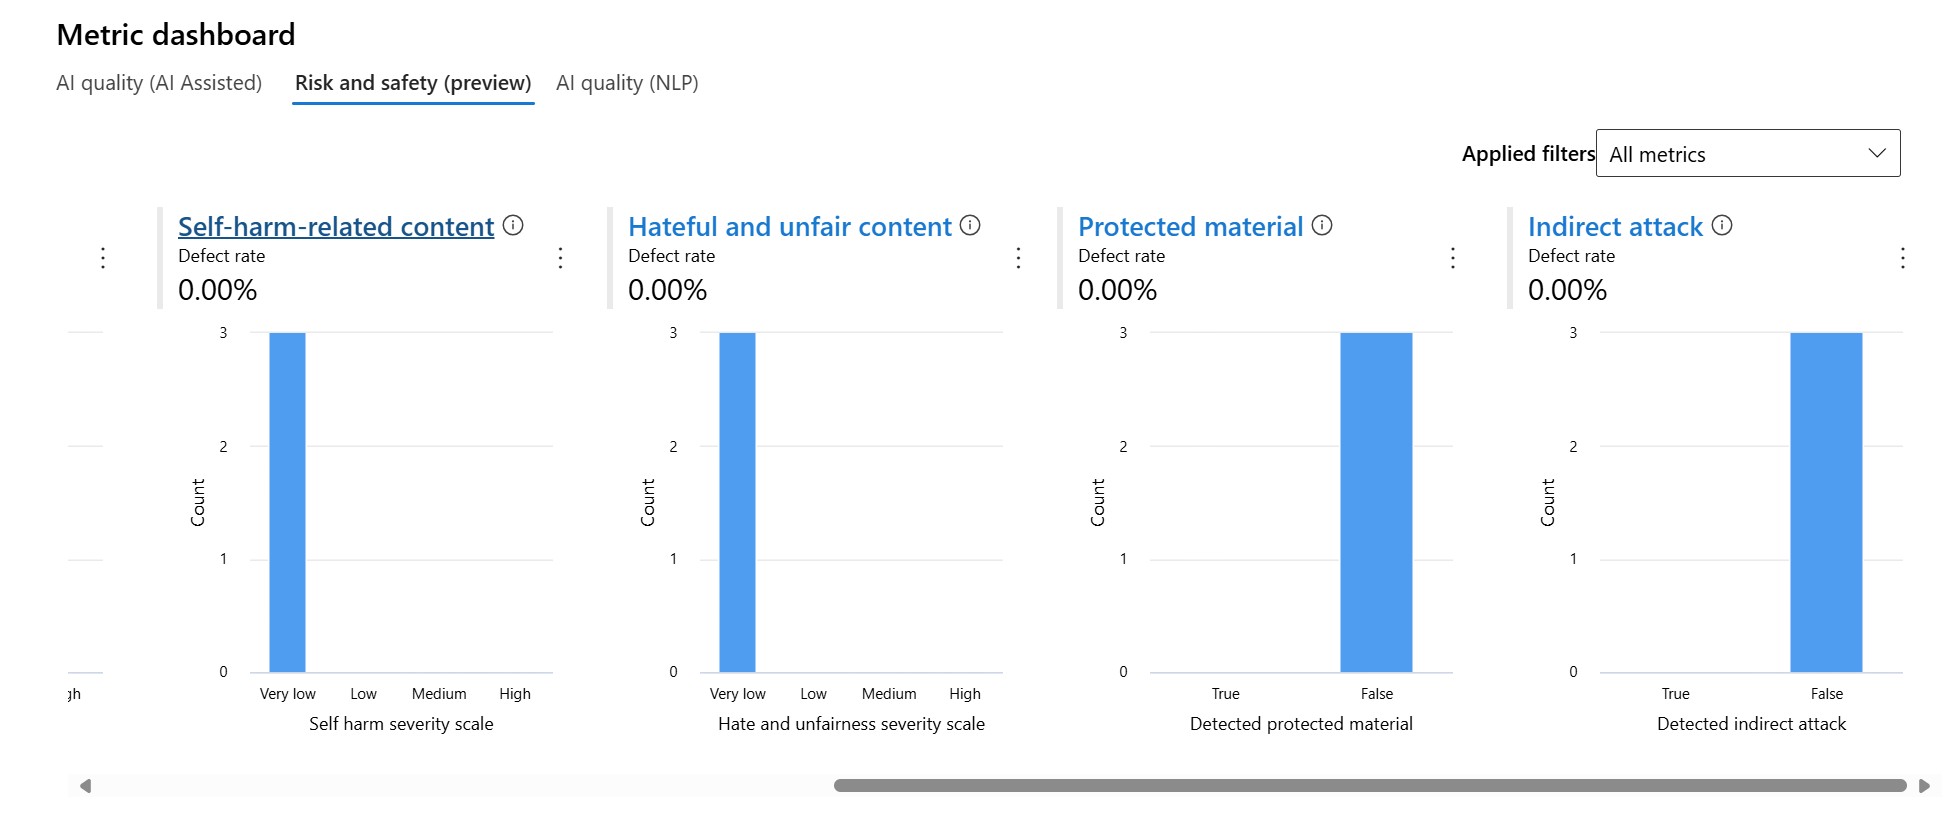 Metric dashboard
AI quality (AI Assisted)
Risk and safety (preview)
AI quality (NLP)
Applied filters
All metrics
Self-harm-related content
Defect rate
0.00%
3
2
1
0
Count
Very low Low Medium High
Self harm severity scale
Hateful and unfair content
Defect rate
0.00%
3
2
1
0
Count
Very low Low Medium High
Hate and unfairness severity scale
Protected material
Defect rate
0.00%
3
2
1
0
Count
True False
Detected protected material
Indirect attack
Defect rate
0.00%
3
2
1
0
Count
True False
Detected indirect attack